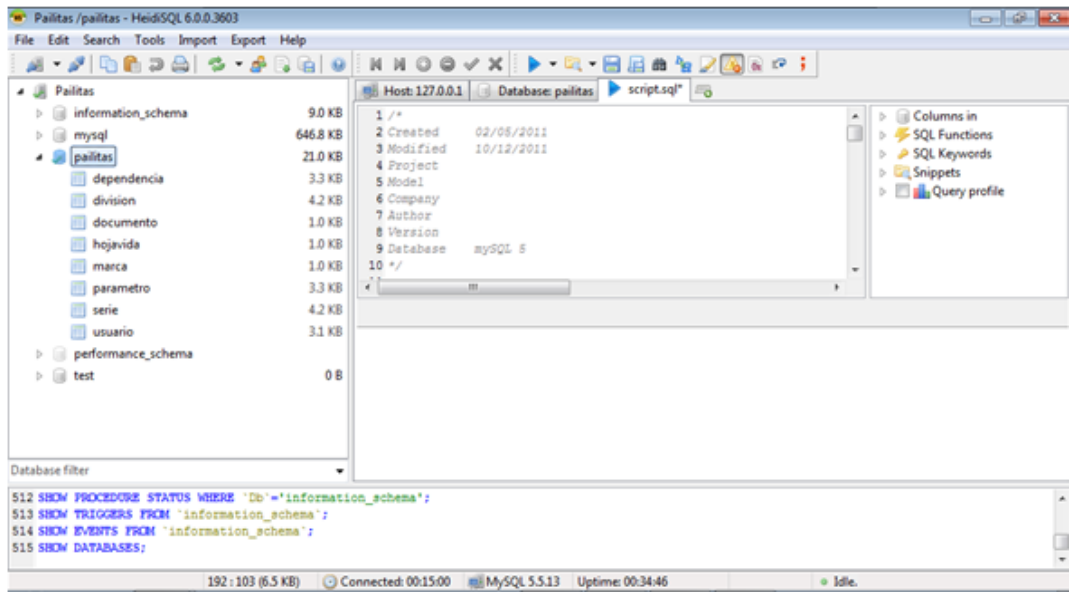 Pailitas /pailitas - HeidiSQL 6.0.0.3603
File Edit Search Tools Import Export Help
Pailitas
information_schema 9.0 KB
mysql 646.8 KB
pailitas 21.0 KB
dependencia 3.3 KB
division 4.2 KB
documento 1.0 KB
hojavida 1.0 KB
marca 1.0 KB
parametro 3.3 KB
serie 4.2 KB
usuario 3.1 KB
performance_schema
test 0 B
Database filter
Host: 127.0.0.1 Database: pailitas script.sql*
1 /*
2 Created 02/05/2011
3 Modified 10/12/2011
4 Project
5 Model
6 Company
7 Author
8 Version
9 Database mySQL 5
10 */
Columns in
SQL Functions
SQL Keywords
Snippets
Query profile
512 SHOW PROCEDURE STATUS WHERE `Db`='information_schema';
513 SHOW TRIGGERS FROM `information_schema`;
514 SHOW EVENTS FROM `information_schema`;
515 SHOW DATABASES;
192 : 103 (6.5 KB) Connected: 00:15:00 MySQL 5.5.13 Uptime: 00:34:46 Idle.